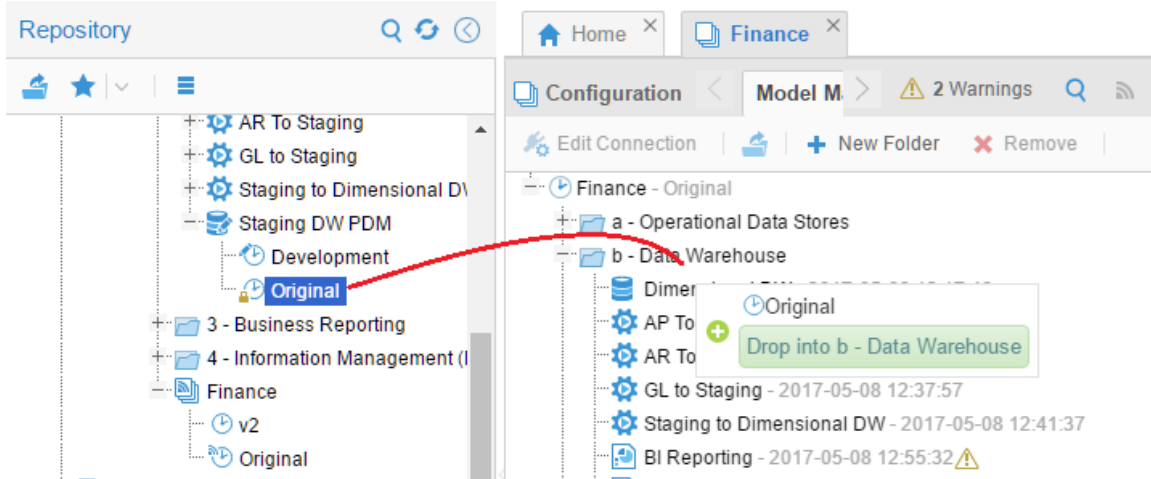 Repository
AR To Staging
GL to Staging
Staging to Dimensional DW
Staging DW PDM
Development
Original
3 - Business Reporting
4 - Information Management (
Finance
v2
Original
Home
Finance
Configuration
Model M
2 Warnings
Edit Connection
New Folder
Remove
Finance - Original
a - Operational Data Stores
b - Data Warehouse
Dimen
Original
AP To
Drop into b - Data Warehouse
AR To
GL to Staging - 2017-05-08 12:37:57
Staging to Dimensional DW - 2017-05-08 12:41:37
BI Reporting - 2017-05-08 12:55:32